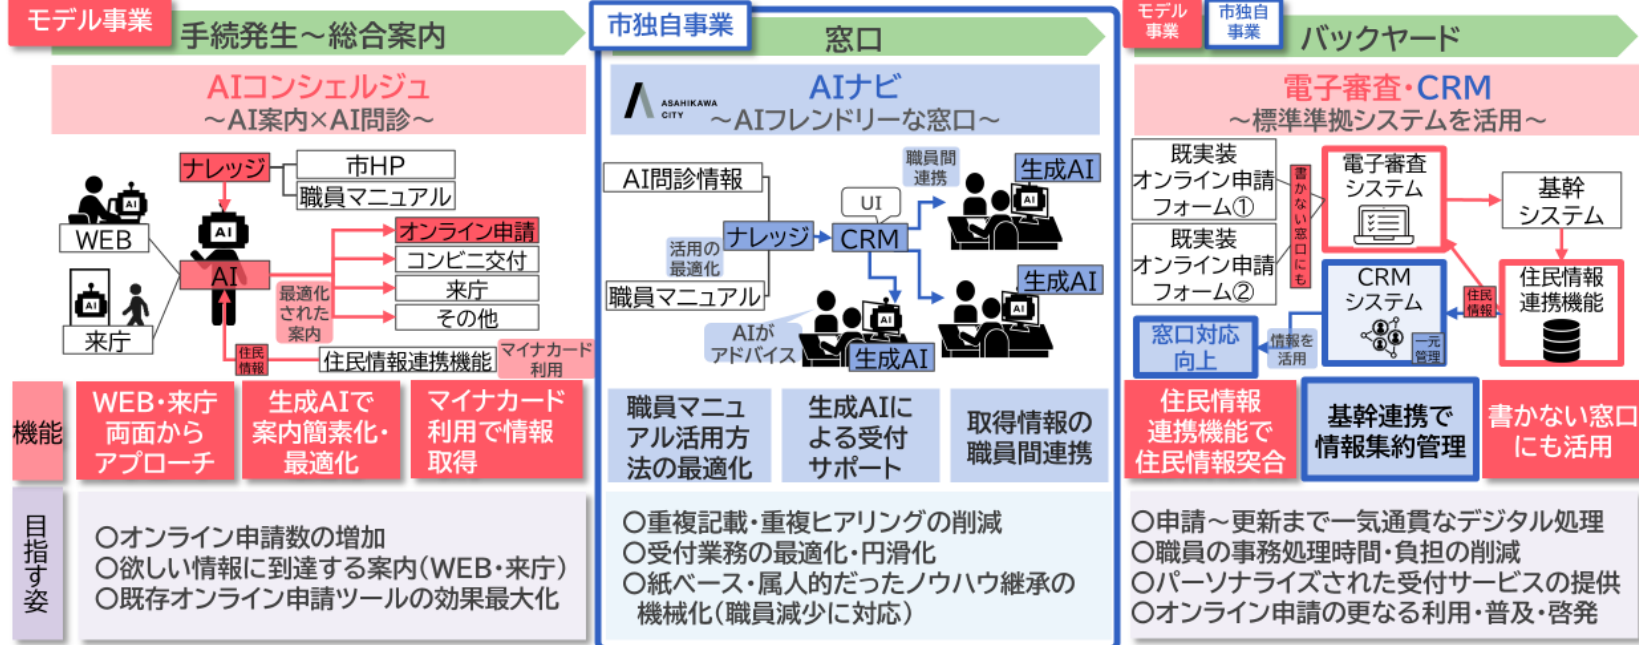 モデル事業
手続発生～総合案内
AIコンシェルジュ
～AI案内×AI問診～
ナレッジ
市HP
職員マニュアル
AI
WEB
AI
オンライン申請
コンビニ交付
来庁
その他
AI
最適化
された
案内
AI
来庁
住民
情報
住民情報連携機能
マイナカード
利用
市独自事業
窓口
ASAHIKAWA
CITY
AIナビ
～AIフレンドリーな窓口～
AI問診情報
職員マニュアル
活用の
最適化
ナレッジ
UI
CRM
職員間
連携
生成AI
AI
生成AI
AI
AIが
アドバイス
AI
生成AI
モデル
事業
市独自
事業
バックヤード
電子審査・CRM
～標準準拠システムを活用～
既実装
オンライン申請
フォーム①
既実装
オンライン申請
フォーム②
書かない窓口にも
電子審査
システム
基幹
システム
CRM
システム
一元
管理
住民
情報
住民情報
連携機能
情報を
活用
窓口対応
向上
機能
WEB・来庁
両面から
アプローチ
生成AIで
案内簡素化・
最適化
マイナカード
利用で情報
取得
職員マニュ
アル活用方
法の最適化
生成AIに
よる受付
サポート
取得情報の
職員間連携
住民情報
連携機能で
住民情報突合
基幹連携で
情報集約管理
書かない窓口
にも活用
目指す姿
〇オンライン申請数の増加
〇欲しい情報に到達する案内(WEB・来庁)
〇既存オンライン申請ツールの効果最大化
〇重複記載・重複ヒアリングの削減
〇受付業務の最適化・円滑化
〇紙ベース・属人的だったノウハウ継承の
機械化(職員減少に対応)
〇申請～更新まで一気通貫なデジタル処理
〇職員の事務処理時間・負担の削減
〇パーソナライズされた受付サービスの提供
〇オンライン申請の更なる利用・普及・啓発